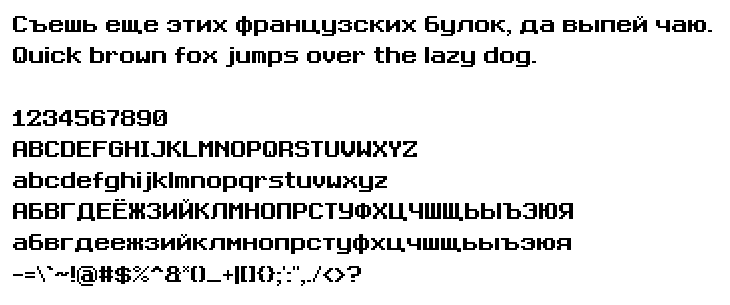 Съешь еще этих французских булок, да выпей чаю.
Quick brown fox jumps over the lazy dog.
1234567890
ABCDEFGHIJKLMNOPQRSTUVWXYZ
abcdefghijklmnopqrstuvwxyz
АБВГДЕЁЖЗИЙКЛМНОПРСТУФХЦЧШЩЬЫЪЭЮЯ
абвгдеежзийклмнопрстуфхцчшщьыъэюя
-=\`~!@#$%^&*()_+|[]{};':",./<>?